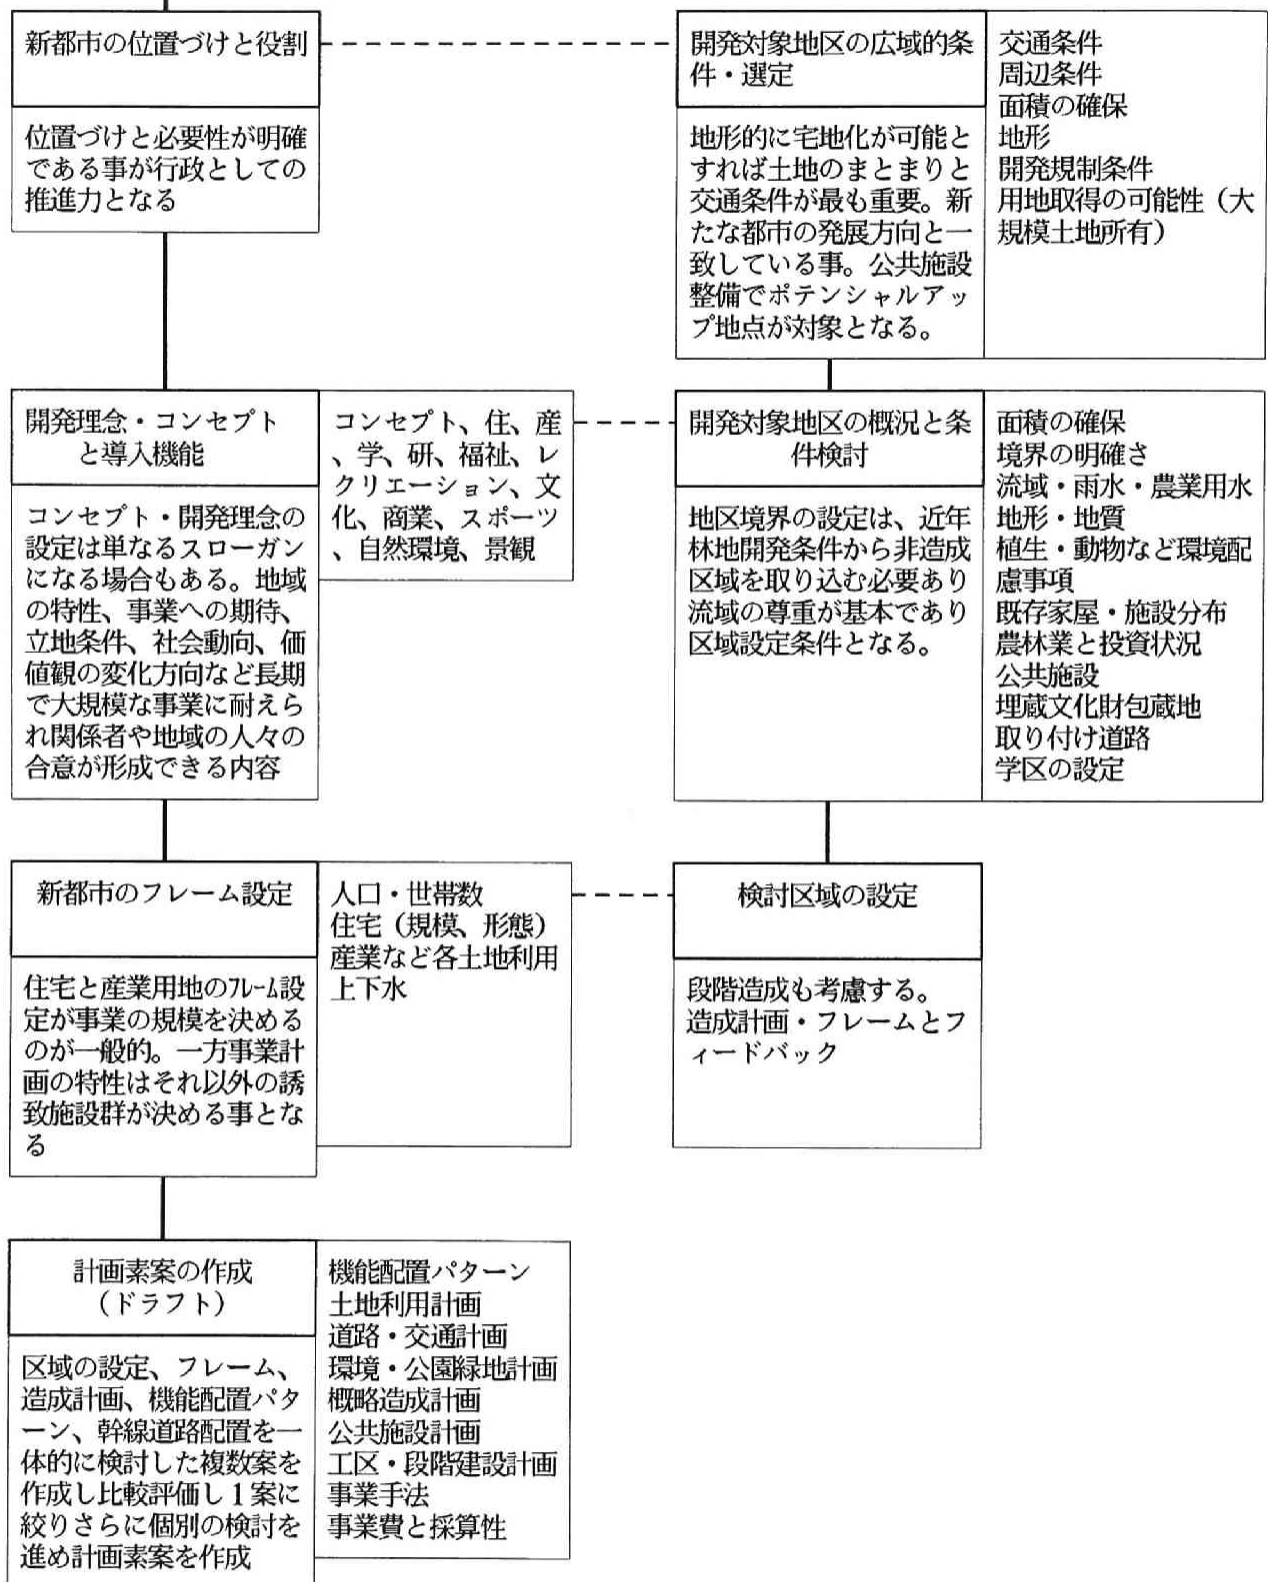 新都市の位置づけと役割
位置づけと必要性が明確
である事が行政としての
推進力となる
開発対象地区の広域的条
件・選定
地形的に宅地化が可能と
すれば土地のまとまりと
交通条件が最も重要。新
たな都市の発展方向と一
致している事。公共施設
整備でポテンシャルアッ
プ地点が対象となる。
交通条件
周辺条件
面積の確保
地形
開発規制条件
用地取得の可能性（大
規模土地所有）
開発理念・コンセプト
と導入機能
コンセプト・開発理念の
設定は単なるスローガン
になる場合もある。地域
の特性、事業への期待、
立地条件、社会動向、価
値観の変化方向など長期
で大規模な事業に耐えら
れ関係者や地域の人々の
合意が形成できる内容
コンセプト、住、産
、学、研、福祉、レ
クリエーション、文
化、商業、スポーツ
、自然環境、景観
開発対象地区の概況と条
件検討
地区境界の設定は、近年
林地開発条件から非造成
区域を取り込む必要あり
流域の尊重が基本であり
区域設定条件となる。
面積の確保
境界の明確さ
流域・雨水・農業用水
地形・地質
植生・動物など環境配
慮事項
既存家屋・施設分布
農林業と投資状況
公共施設
埋蔵文化財包蔵地
取り付け道路
学区の設定
新都市のフレーム設定
住宅と産業用地のﾌﾚｰﾑ設
定が事業の規模を決める
のが一般的。一方事業計
画の特性はそれ以外の誘
致施設群が決める事とな
る
人口・世帯数
住宅（規模、形態）
産業など各土地利用
上下水
検討区域の設定
段階造成も考慮する。
造成計画・フレームとフ
ィードバック
計画素案の作成
（ドラフト）
区域の設定、フレーム、
造成計画、機能配置パタ
ーン、幹線道路配置を一
体的に検討した複数案を
作成し比較評価し１案に
絞りさらに個別の検討を
進め計画素案を作成
機能配置パターン
土地利用計画
道路・交通計画
環境・公園緑地計画
概略造成計画
公共施設計画
工区・段階建設計画
事業手法
事業費と採算性